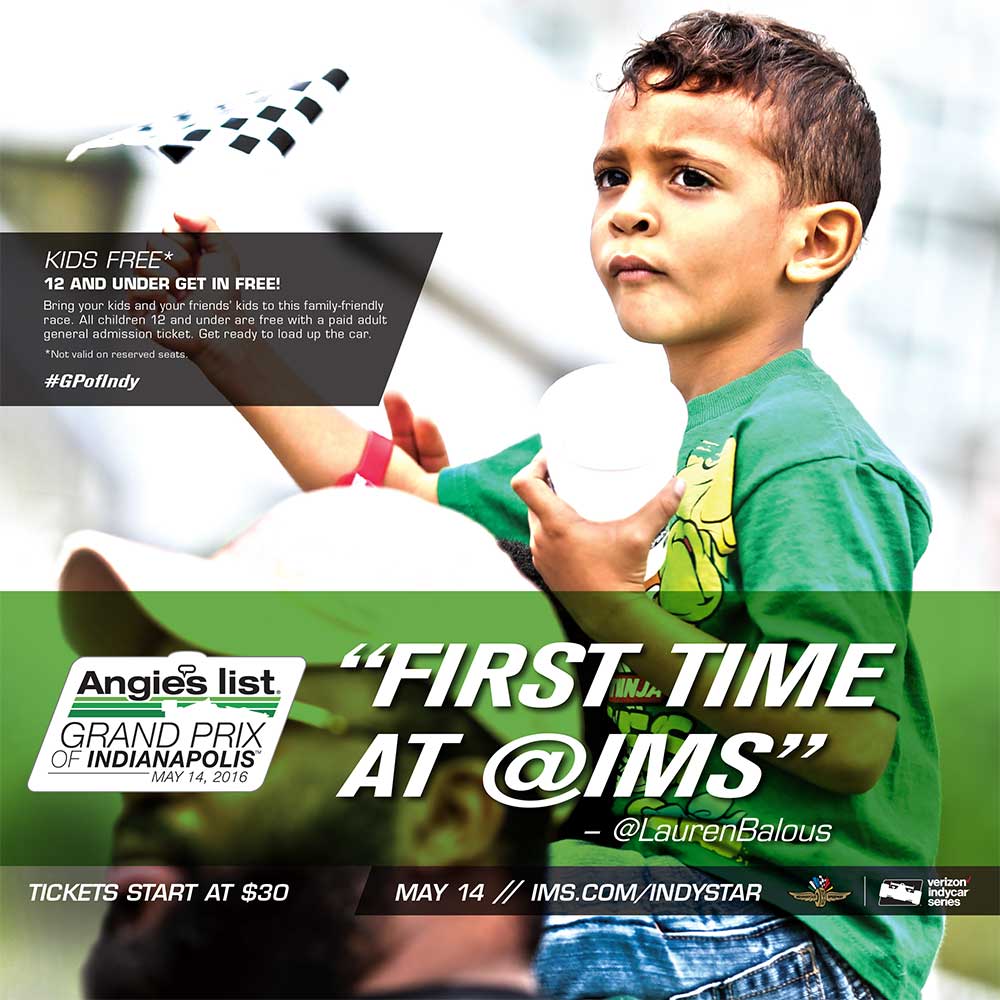 KIDS FREE*
12 AND UNDER GET IN FREE!
Bring your kids and your friends' kids to this family-friendly
race. All children 12 and under are free with a paid adult
general admission ticket. Get ready to load up the car.
*Not valid on reserved seats.
#GPofIndy
Angie's list®
GRAND PRIX
OF INDIANAPOLIS™
MAY 14, 2016
“FIRST TIME
AT @IMS”
– @LaurenBalous
NINJA
TICKETS START AT $30
MAY 14 // IMS.COM/INDYSTAR
verizon
indycar
series